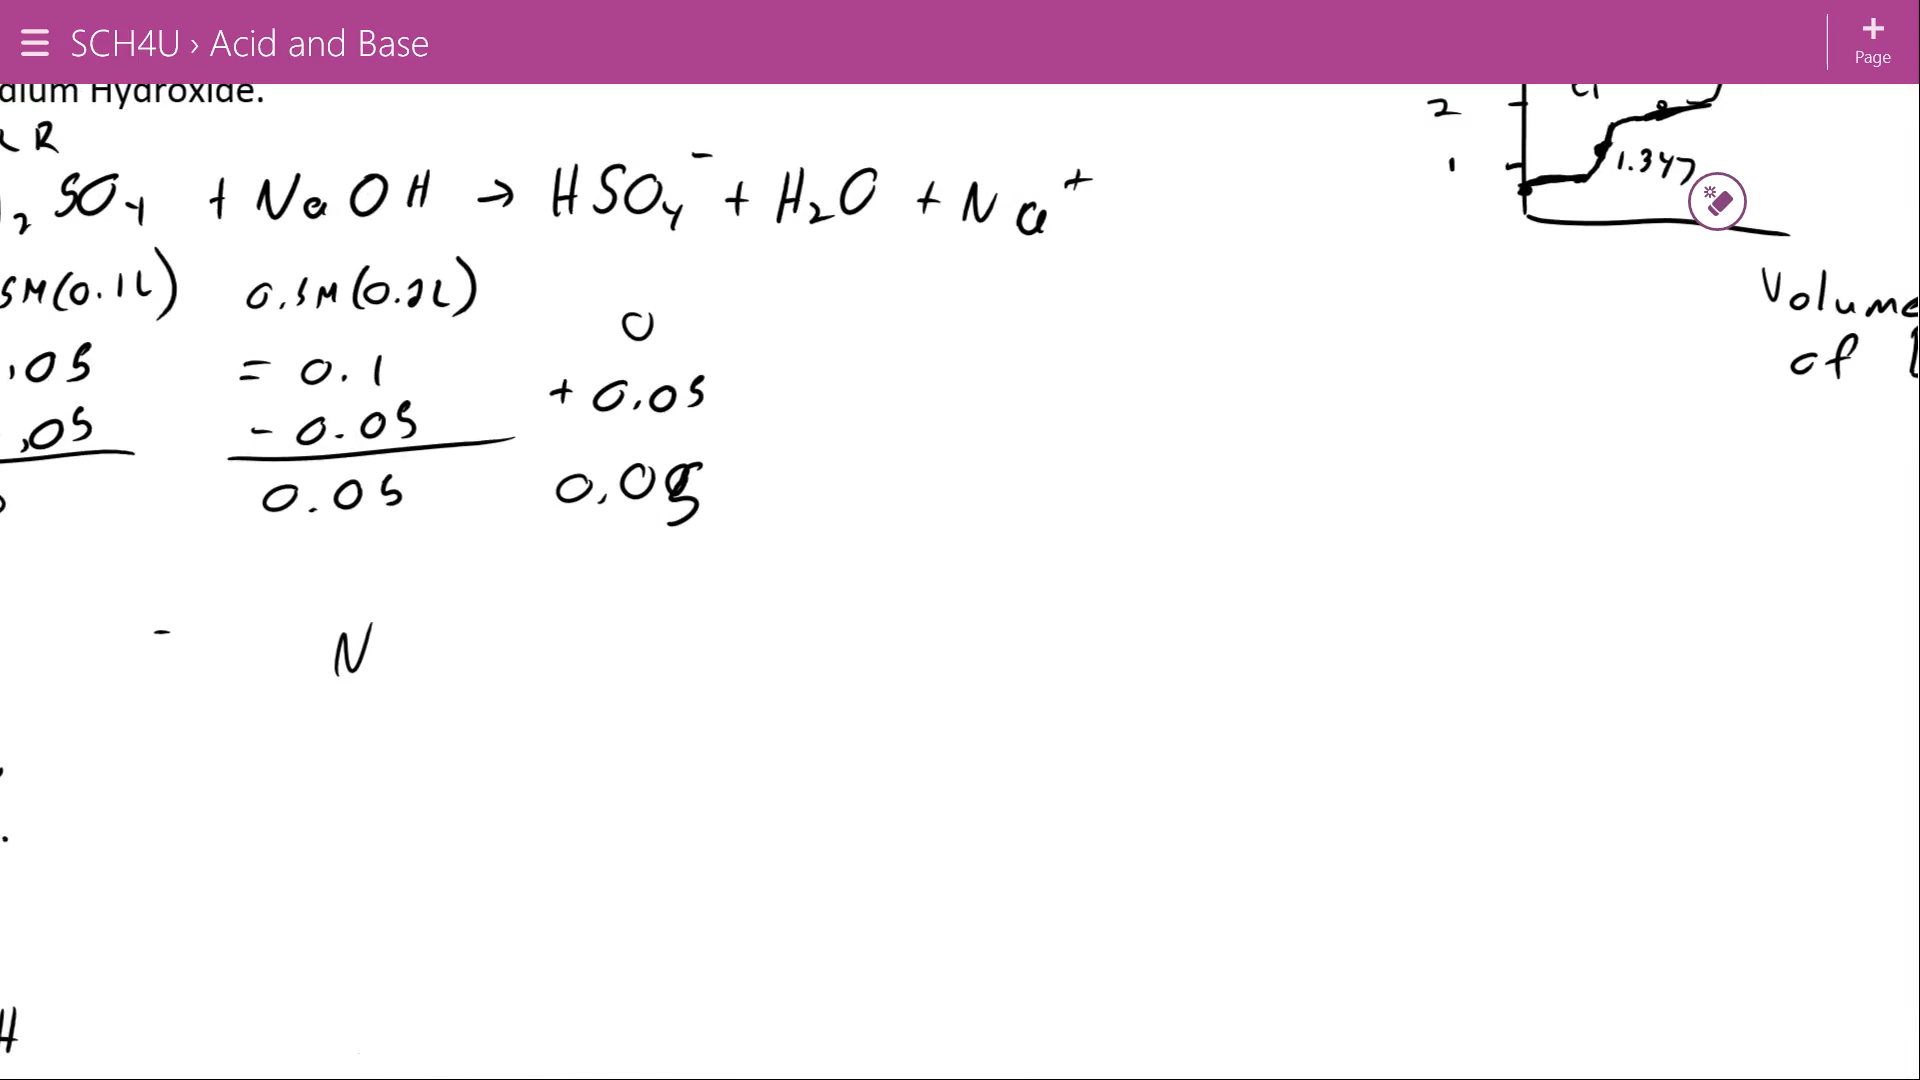 SCH4U › Acid and Base
Page
dium Hydroxide.
R
2 SO4 + NaOH → HSO4⁻ + H2O + Na⁺
5M(0.1L) 0.5M(0.2L)
0
.05 = 0.1 + 0.05
.05 - 0.05
0.05 0.05
- N
H
2
1
1.347
Volume
of